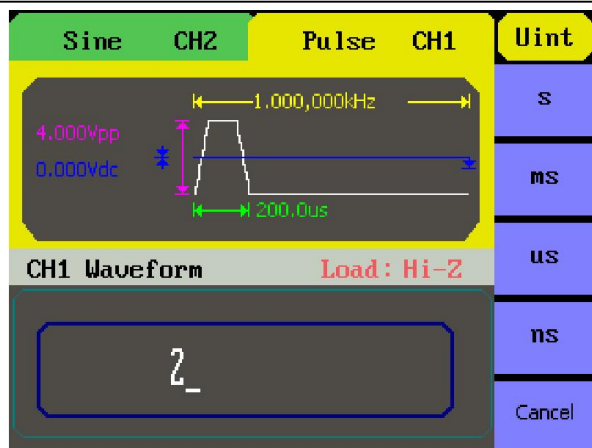 Sine CH2 Pulse CH1 Uint
1.000,000kHz
s
4.000Vpp
0.000Vdc
ms
200.0us
CH1 Waveform Load: Hi-Z
us
ns
2_
Cancel